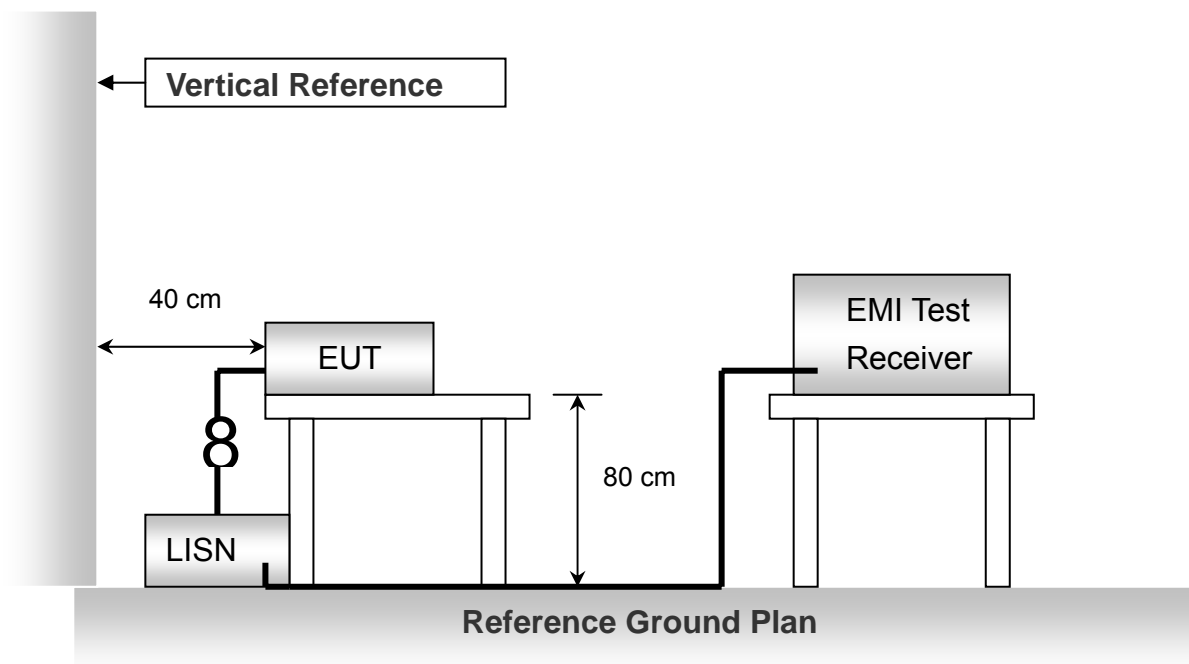 Vertical Reference
40 cm
EUT
EMI Test
Receiver
80 cm
LISN
Reference Ground Plan